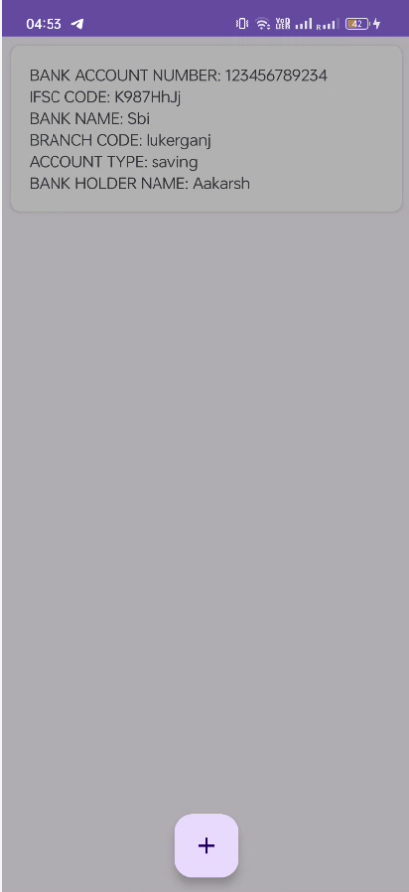 04:53 42
BANK ACCOUNT NUMBER: 123456789234
IFSC CODE: K987HhJj
BANK NAME: Sbi
BRANCH CODE: lukerganj
ACCOUNT TYPE: saving
BANK HOLDER NAME: Aakarsh
+